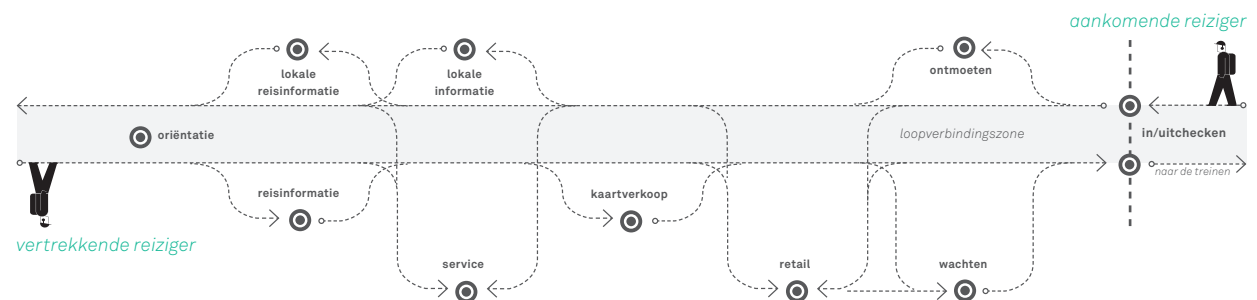 aankomende reiziger
lokale
reisinformatie
lokale
informatie
ontmoeten
oriëntatie
loopverbindingszone
in/uitchecken
naar de treinen
reisinformatie
kaartverkoop
vertrekkende reiziger
service
retail
wachten